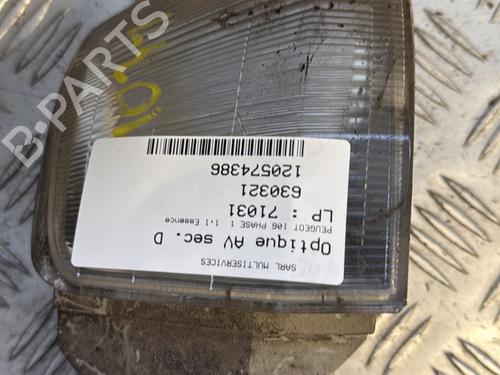 SARL MULTISERVICES
Optique AV sec. D
PEUGEOT 106 PHASE 1 1.1 Essence
LP : 71031
630321
120574386
B-PARTS